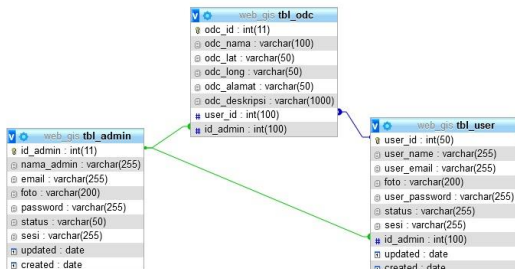 web_gis tbl_odc
odc_id : int(11)
odc_nama : varchar(100)
odc_lat : varchar(50)
odc_long : varchar(50)
odc_alamat : varchar(50)
odc_deskripsi : varchar(1000)
# user_id : int(100)
# id_admin : int(100)
web_gis tbl_admin
id_admin : int(11)
nama_admin : varchar(255)
email : varchar(255)
foto : varchar(200)
password : varchar(255)
status : varchar(50)
sesi : varchar(255)
updated : date
created : date
web_gis tbl_user
user_id : int(50)
user_name : varchar(255)
user_email : varchar(255)
foto : varchar(200)
user_password : varchar(255)
status : varchar(255)
sesi : varchar(255)
# id_admin : int(100)
updated : date
created : date